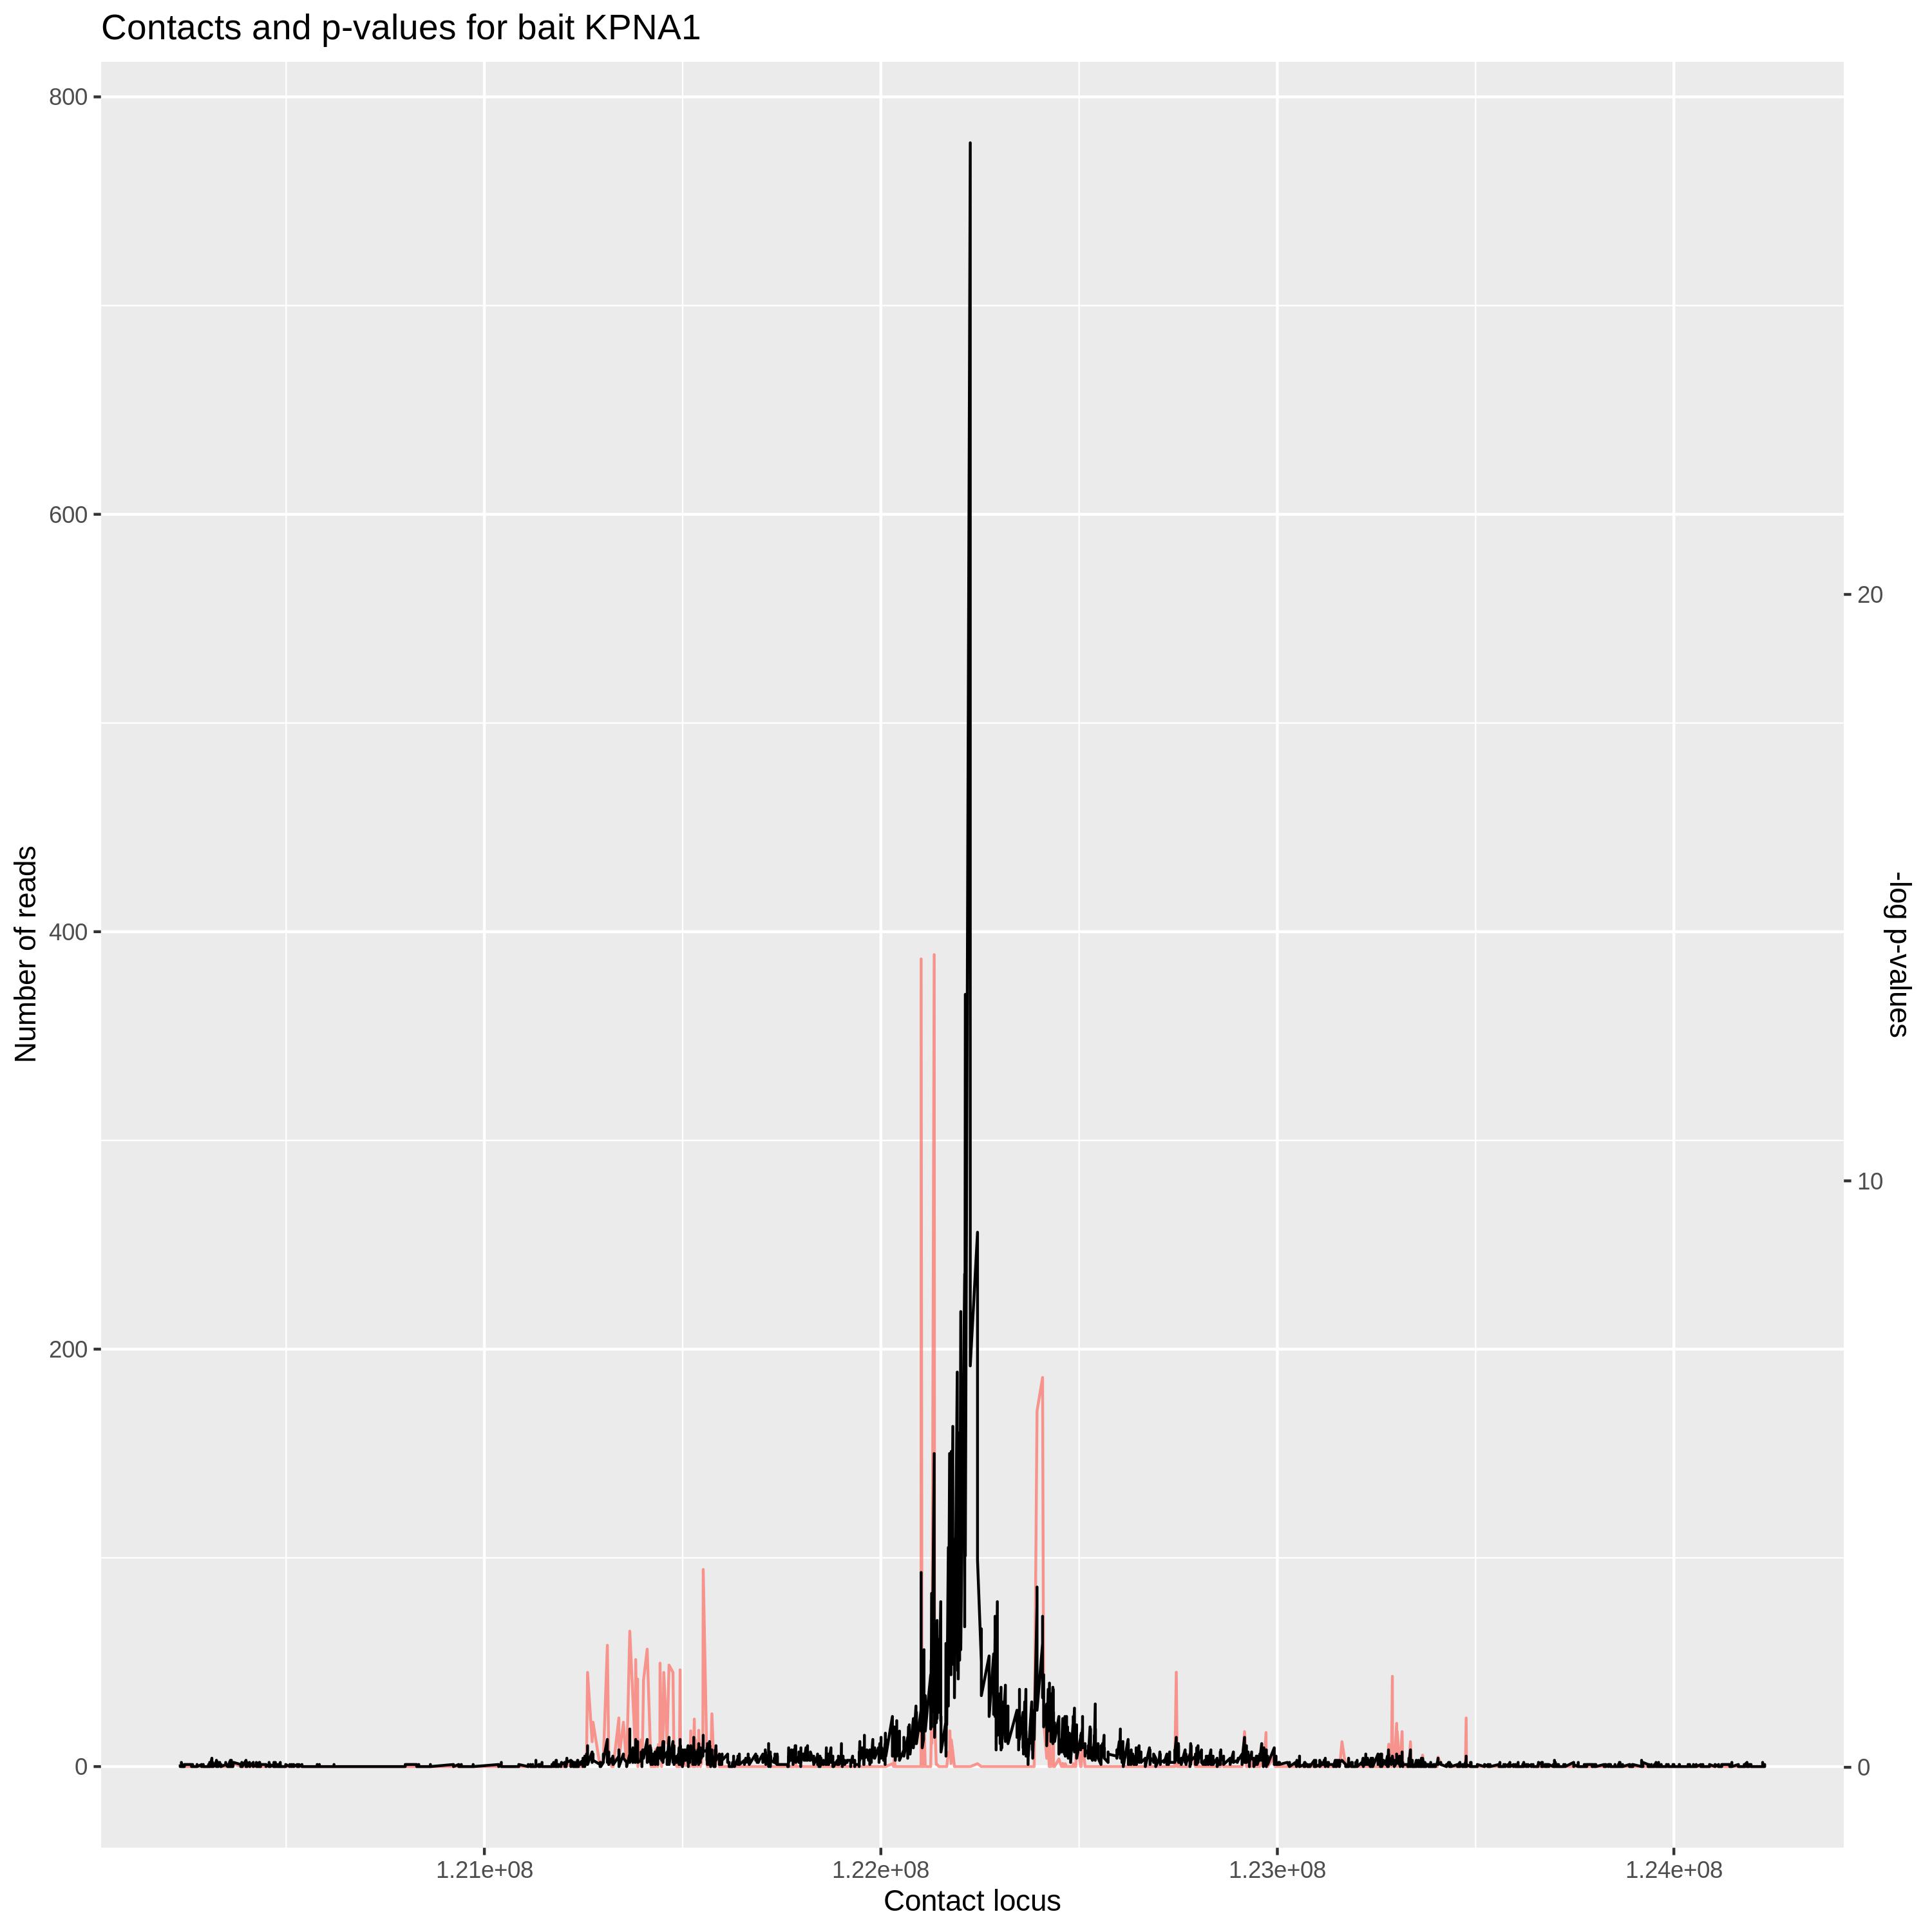 Contacts and p-values for bait KPNA1
800
600
400
200
0
Number of reads
20
10
0
-log p-values
1.21e+08
1.22e+08
1.23e+08
1.24e+08
Contact locus